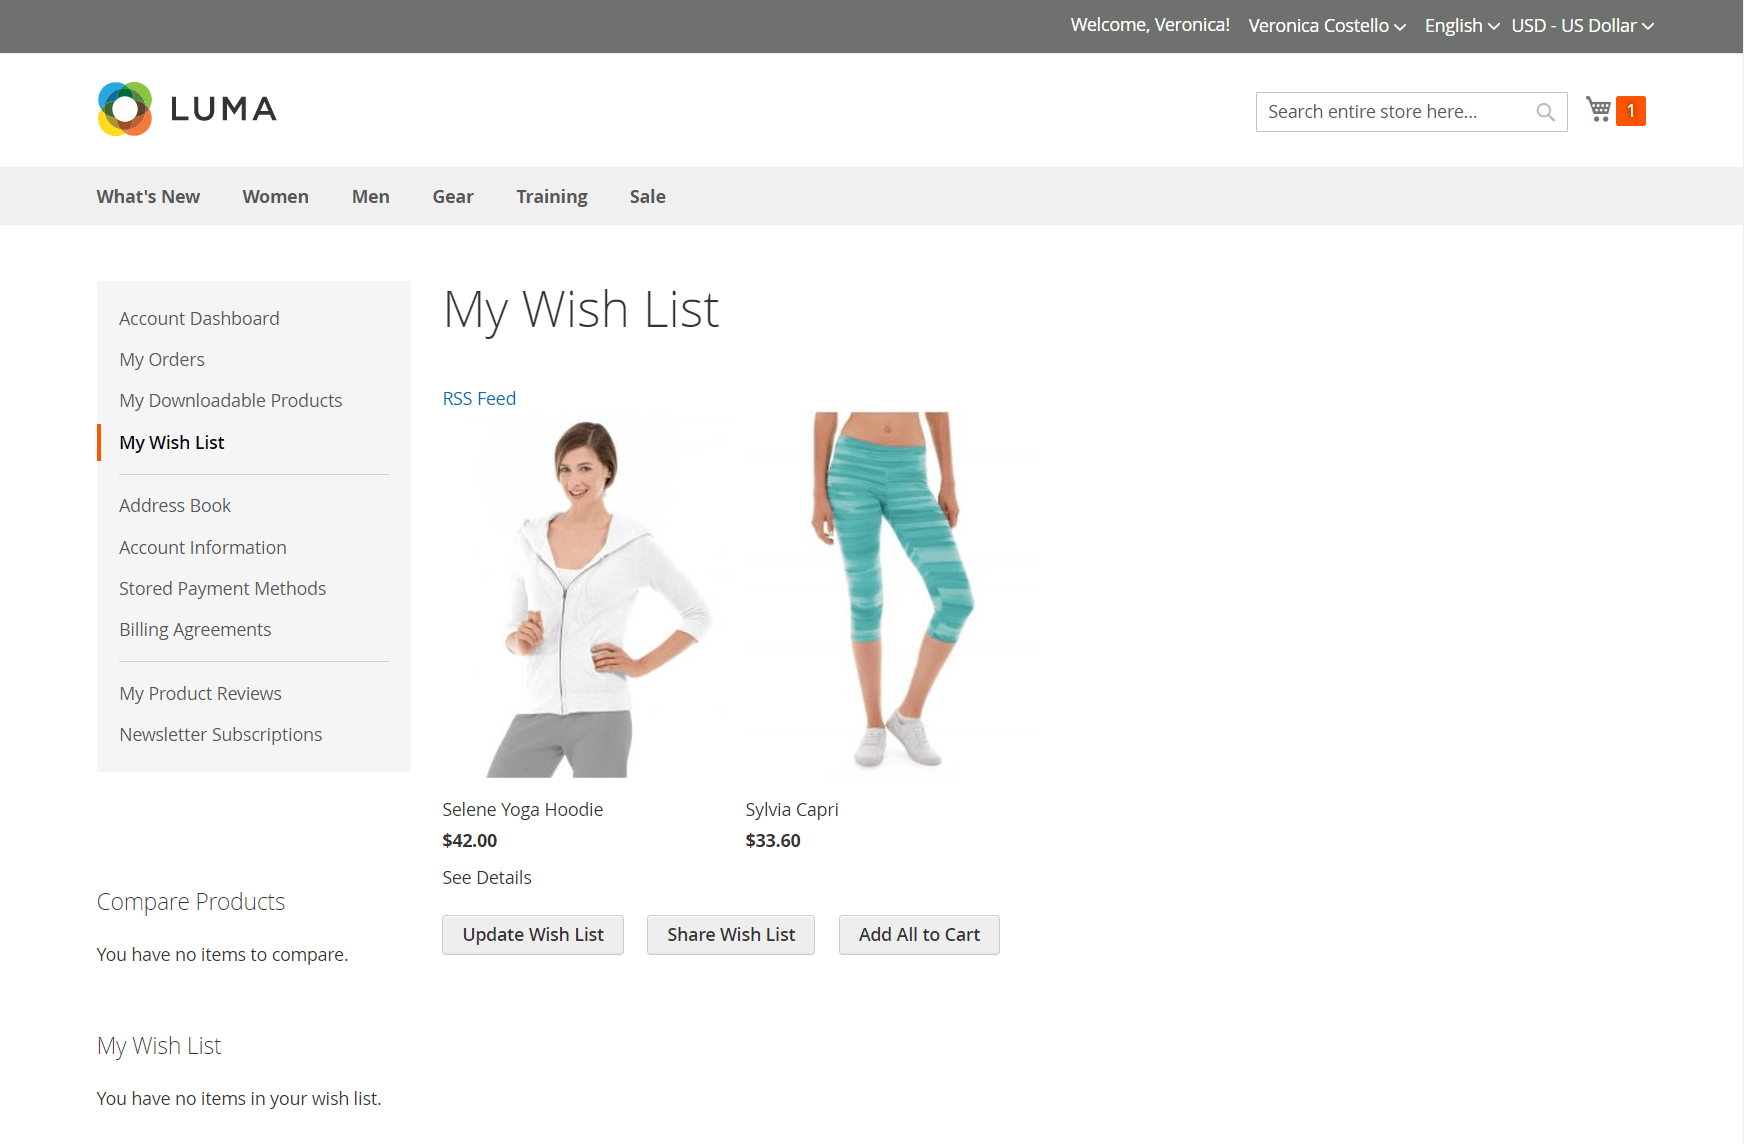 Welcome, Veronica! Veronica Costello English USD - US Dollar
LUMA
Search entire store here...
1
What's New Women Men Gear Training Sale
Account Dashboard
My Orders
My Downloadable Products
My Wish List
Address Book
Account Information
Stored Payment Methods
Billing Agreements
My Product Reviews
Newsletter Subscriptions
My Wish List
RSS Feed
Selene Yoga Hoodie
$42.00
See Details
Sylvia Capri
$33.60
Update Wish List Share Wish List Add All to Cart
Compare Products
You have no items to compare.
My Wish List
You have no items in your wish list.